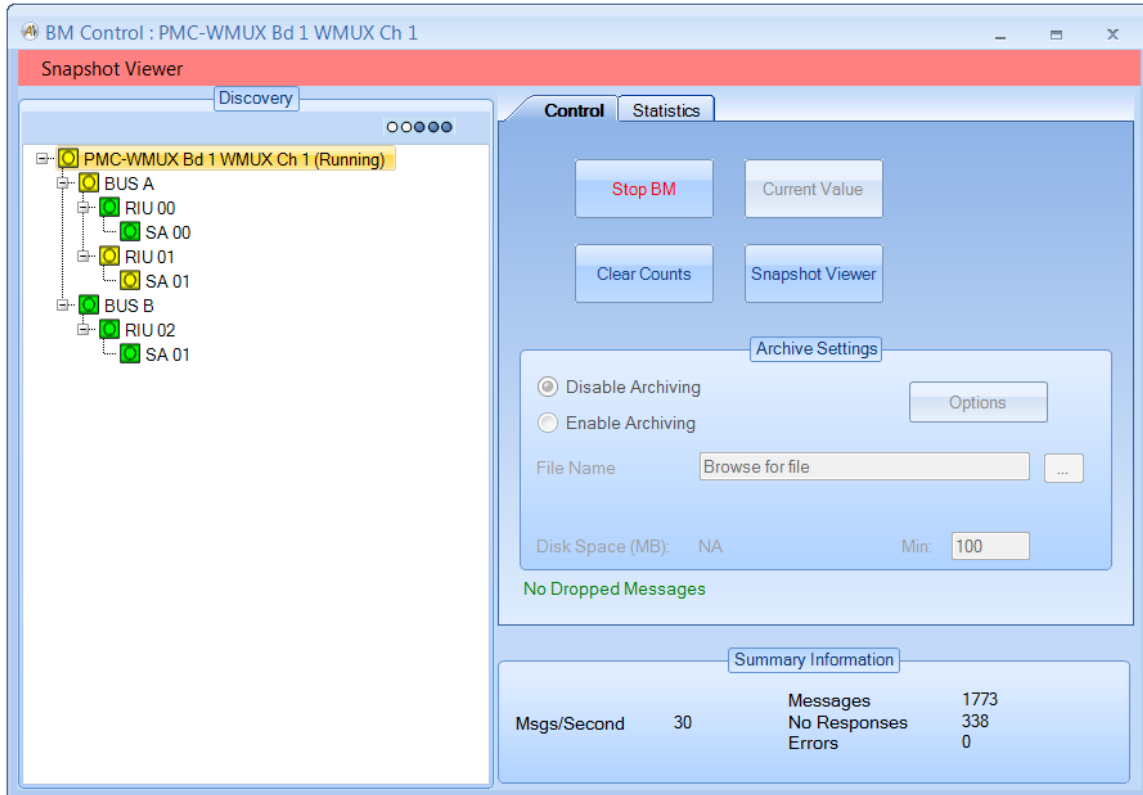 BM Control : PMC-WMUX Bd 1 WMUX Ch 1
Snapshot Viewer
Discovery
PMC-WMUX Bd 1 WMUX Ch 1 (Running)
BUS A
RIU 00
SA 00
RIU 01
SA 01
BUS B
RIU 02
SA 01
Control Statistics
Stop BM Current Value
Clear Counts Snapshot Viewer
Archive Settings
Disable Archiving
Options
Enable Archiving
File Name Browse for file ...
Disk Space (MB): NA Min: 100
No Dropped Messages
Summary Information
Messages 1773
Msgs/Second 30 No Responses 338
Errors 0